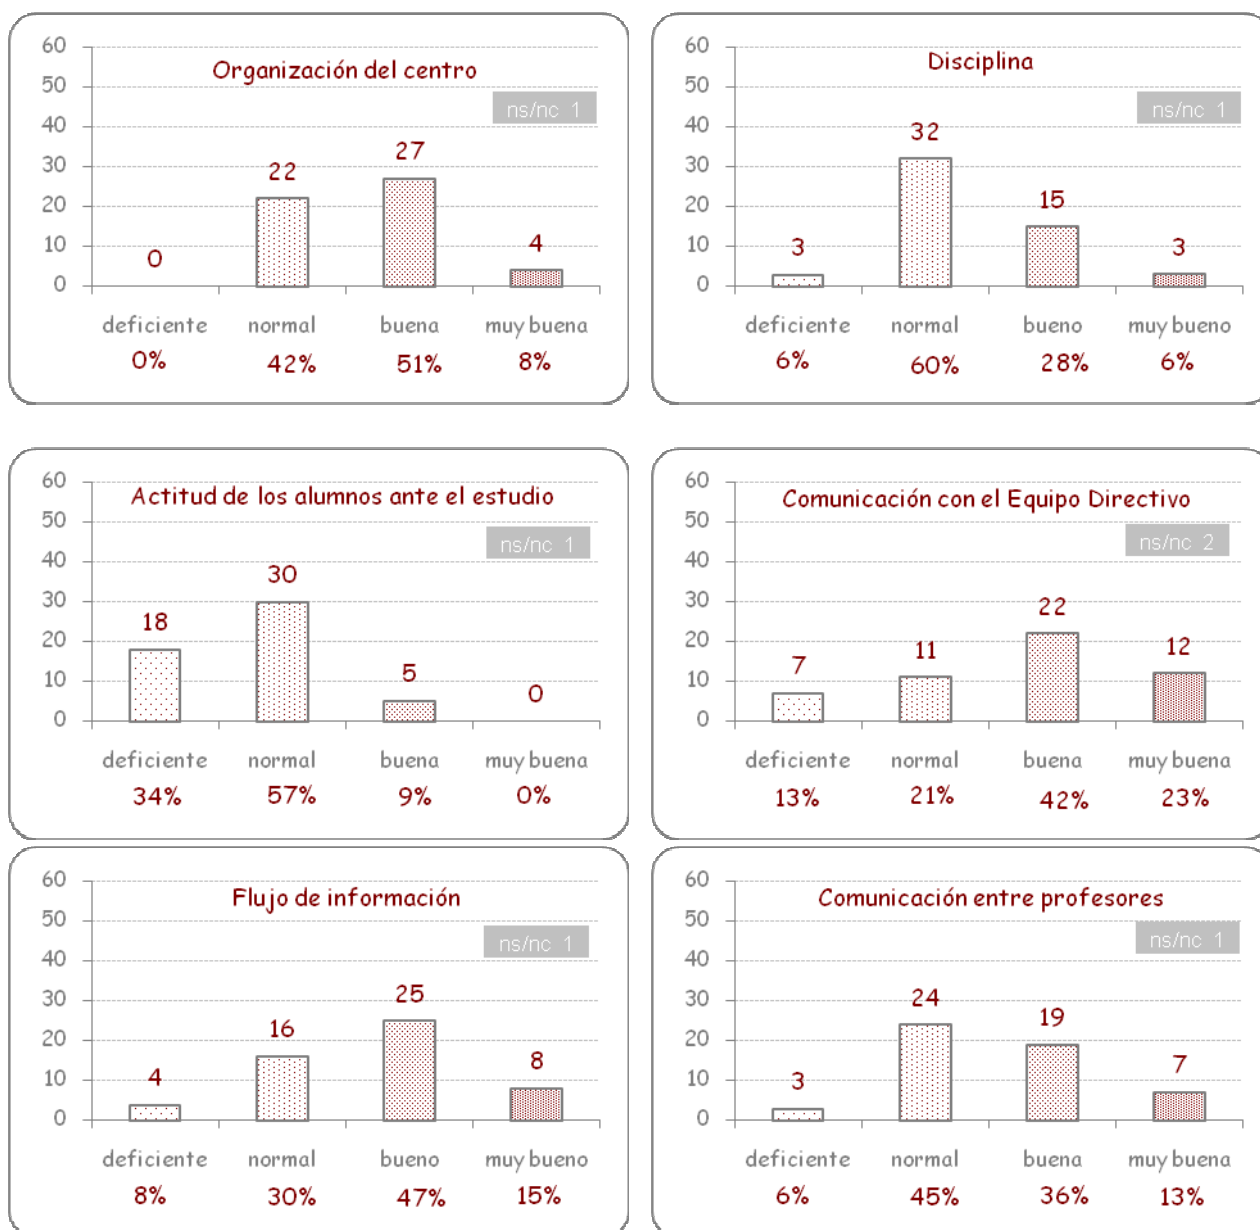 Organización del centro
ns/nc 1
60
50
40
30
20
10
0
0
22
27
4
deficiente normal buena muy buena
0% 42% 51% 8%
Disciplina
ns/nc 1
60
50
40
30
20
10
0
3
32
15
3
deficiente normal bueno muy bueno
6% 60% 28% 6%
Actitud de los alumnos ante el estudio
ns/nc 1
60
50
40
30
20
10
0
18
30
5
0
deficiente normal buena muy buena
34% 57% 9% 0%
Comunicación con el Equipo Directivo
ns/nc 2
60
50
40
30
20
10
0
7
11
22
12
deficiente normal buena muy buena
13% 21% 42% 23%
Flujo de información
ns/nc 1
60
50
40
30
20
10
0
4
16
25
8
deficiente normal bueno muy bueno
8% 30% 47% 15%
Comunicación entre profesores
ns/nc 1
60
50
40
30
20
10
0
3
24
19
7
deficiente normal buena muy buena
6% 45% 36% 13%